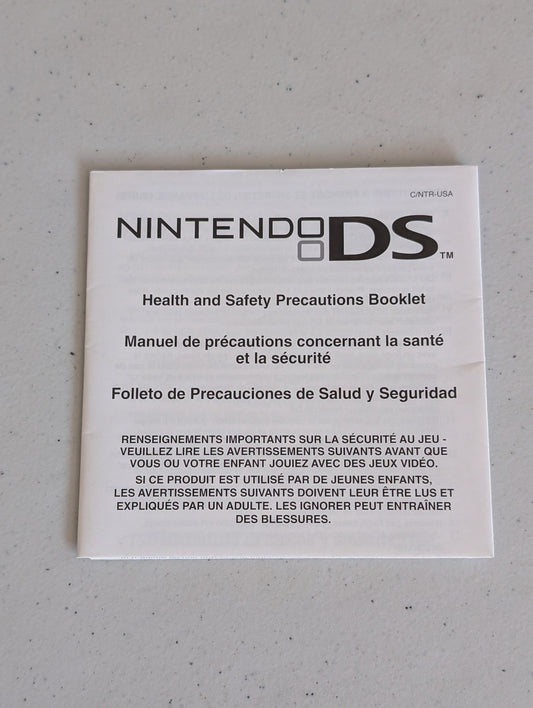 C/NTR-USA
NINTENDO DS™
Health and Safety Precautions Booklet
Manuel de précautions concernant la santé
et la sécurité
Folleto de Precauciones de Salud y Seguridad
RENSEIGNEMENTS IMPORTANTS SUR LA SÉCURITÉ AU JEU -
VEUILLEZ LIRE LES AVERTISSEMENTS SUIVANTS AVANT QUE
VOUS OU VOTRE ENFANT JOUIEZ AVEC DES JEUX VIDÉO.
SI CE PRODUIT EST UTILISÉ PAR DE JEUNES ENFANTS,
LES AVERTISSEMENTS SUIVANTS DOIVENT LEUR ÊTRE LUS ET
EXPLIQUÉS PAR UN ADULTE. LES IGNORER PEUT ENTRAÎNER
DES BLESSURES.